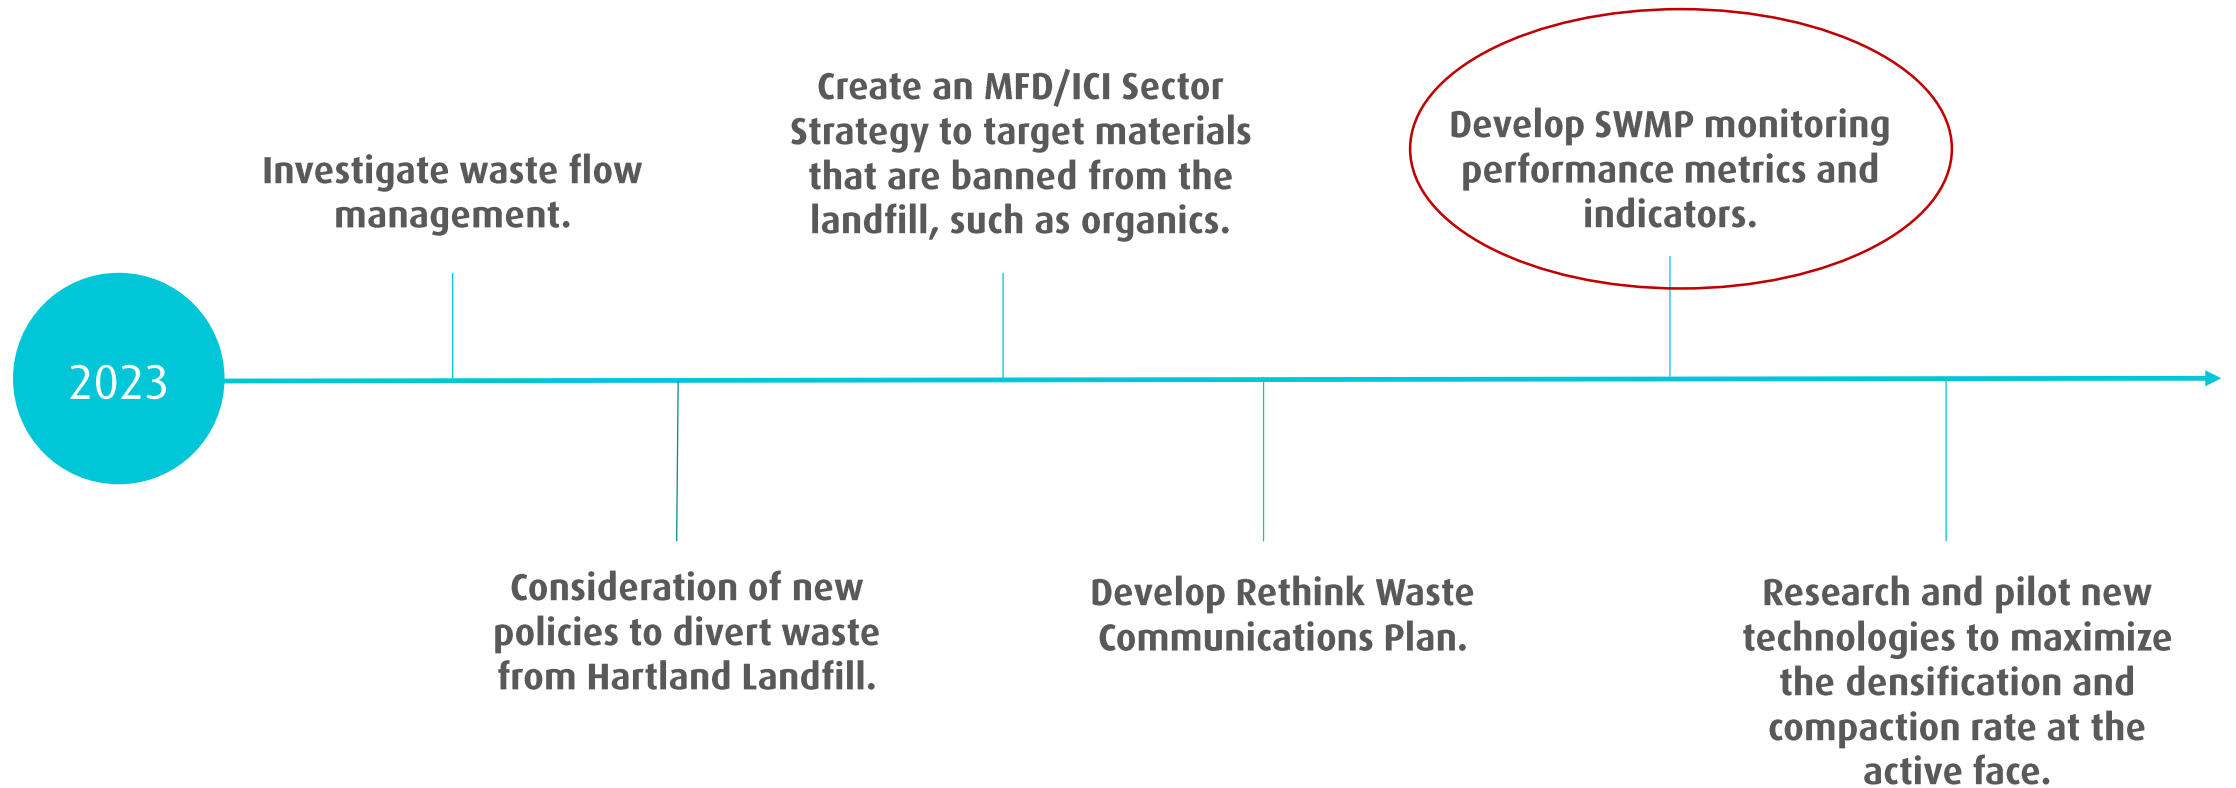 2023
Investigate waste flow
management.
Consideration of new
policies to divert waste
from Hartland Landfill.
Create an MFD/ICI Sector
Strategy to target materials
that are banned from the
landfill, such as organics.
Develop Rethink Waste
Communications Plan.
Develop SWMP monitoring
performance metrics and
indicators.
Research and pilot new
technologies to maximize
the densification and
compaction rate at the
active face.